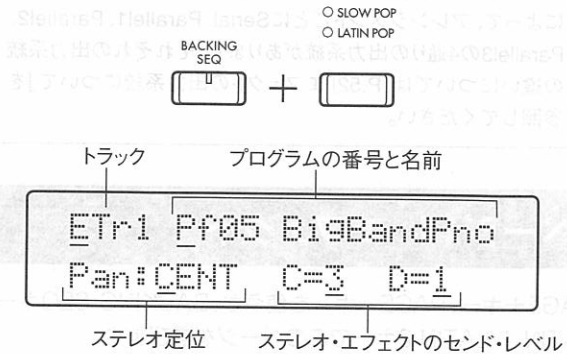 SLOW POP
LATIN POP
BACKING
SEQ
+
トラック
プログラムの番号と名前
ETr1 Pf05 BigBandPno
Pan:CENT C=3 D=1
ステレオ定位
ステレオ・エフェクトのセンド・レベル